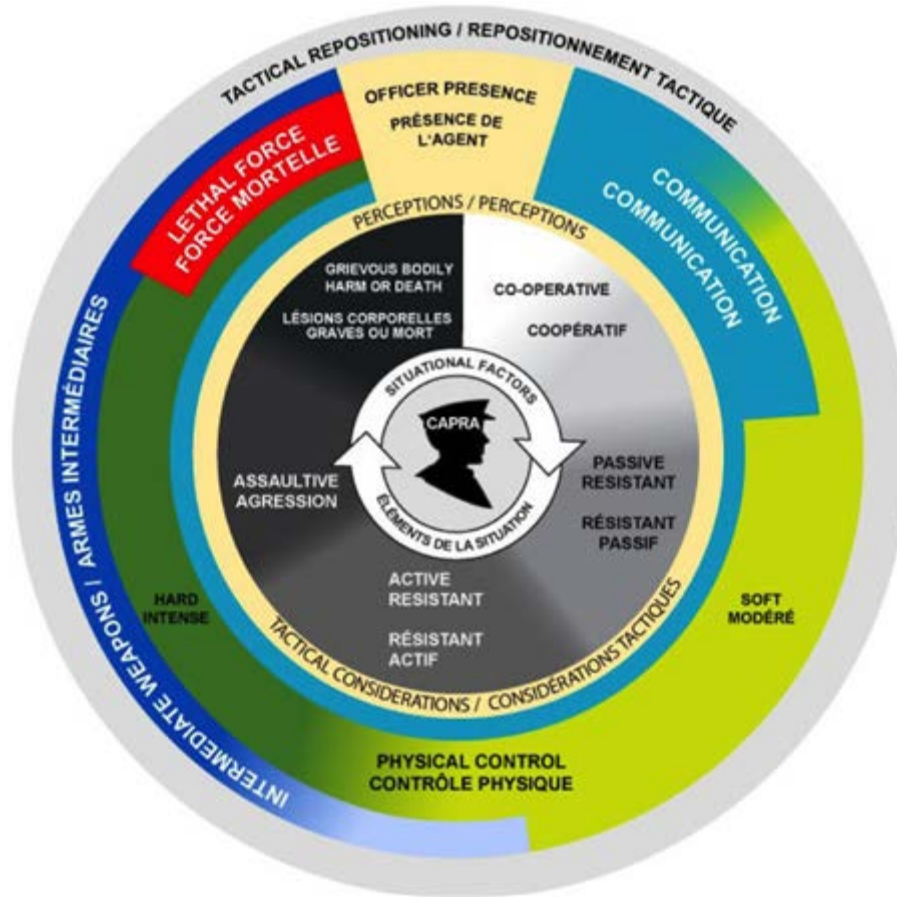 TACTICAL REPOSITIONING / REPOSITIONNEMENT TACTIQUE
OFFICER PRESENCE
PRÉSENCE DE
L'AGENT
LETHAL FORCE
FORCE MORTELLE
COMMUNICATION
COMMUNICATION
PERCEPTIONS / PERCEPTIONS
GRIEVOUS BODILY
HARM OR DEATH
LÉSIONS CORPORELLES
GRAVES OU MORT
CO-OPERATIVE
COOPÉRATIF
SITUATIONAL FACTORS
CAPRA
ÉLÉMENTS DE LA SITUATION
ASSAULTIVE
AGRESSION
PASSIVE
RESISTANT
RÉSISTANT
PASSIF
ACTIVE
RESISTANT
RÉSISTANT
ACTIF
HARD
INTENSE
SOFT
MODÉRÉ
TACTICAL CONSIDERATIONS / CONSIDÉRATIONS TACTIQUES
PHYSICAL CONTROL
CONTRÔLE PHYSIQUE
INTERMEDIATE WEAPONS / ARMES INTERMÉDIAIRES